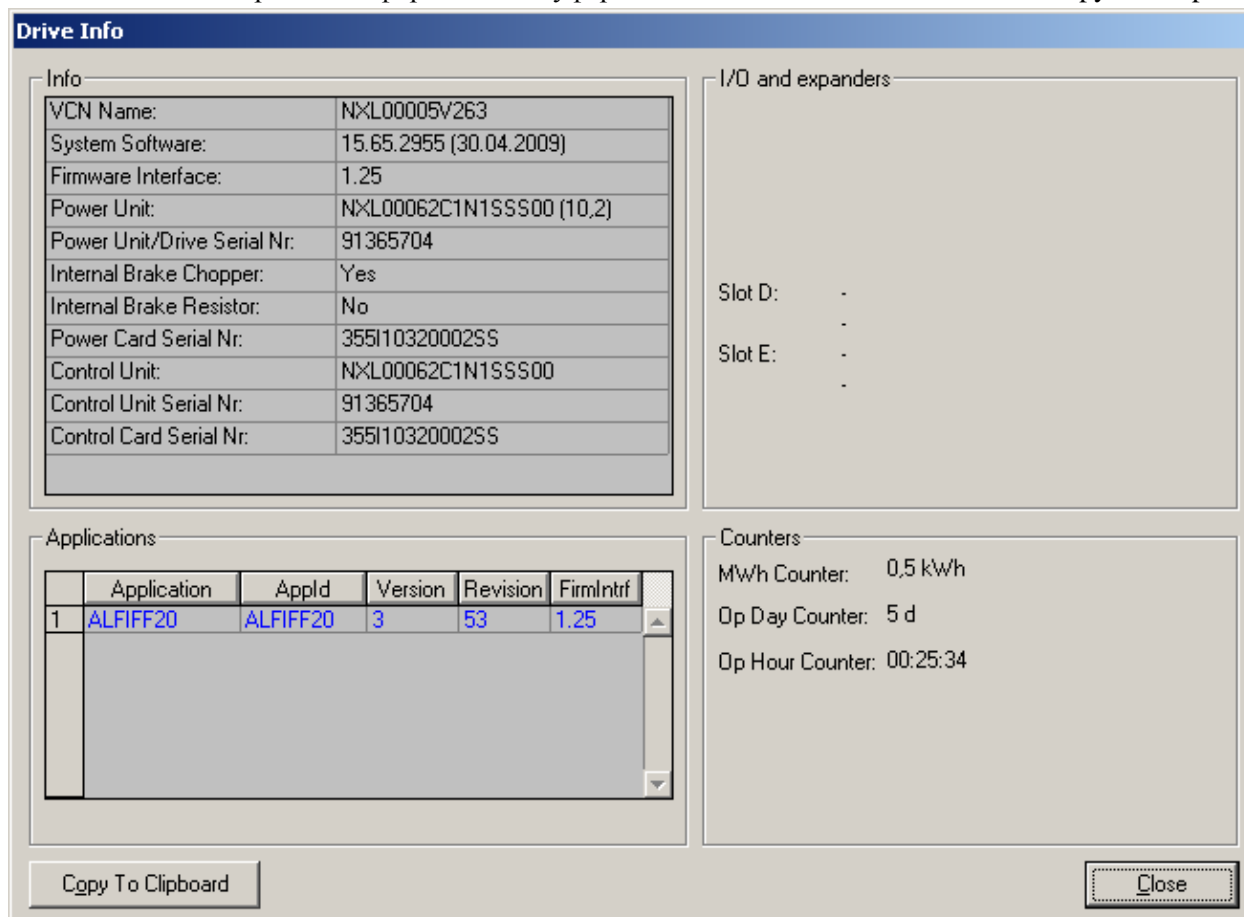 Drive Info
Info
VCN Name: NXL00005V263
System Software: 15.65.2955 (30.04.2009)
Firmware Interface: 1.25
Power Unit: NXL00062C1N1SSS00 (10,2)
Power Unit/Drive Serial Nr: 91365704
Internal Brake Chopper: Yes
Internal Brake Resistor: No
Power Card Serial Nr: 355I10320002SS
Control Unit: NXL00062C1N1SSS00
Control Unit Serial Nr: 91365704
Control Card Serial Nr: 355I10320002SS
I/O and expanders
Slot D: -
-
Slot E: -
-
Applications
Application AppId Version Revision FirmIntrf
1 ALFIFF20 ALFIFF20 3 53 1.25
Counters
MWh Counter: 0,5 kWh
Op Day Counter: 5 d
Op Hour Counter: 00:25:34
Copy To Clipboard
Close